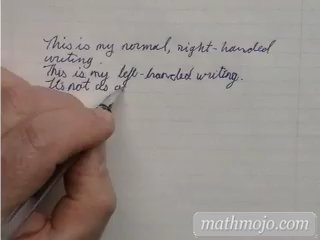 This is my normal, right-handed
writing.
This is my left-handed writing.
It's not as g
mathmojo.com